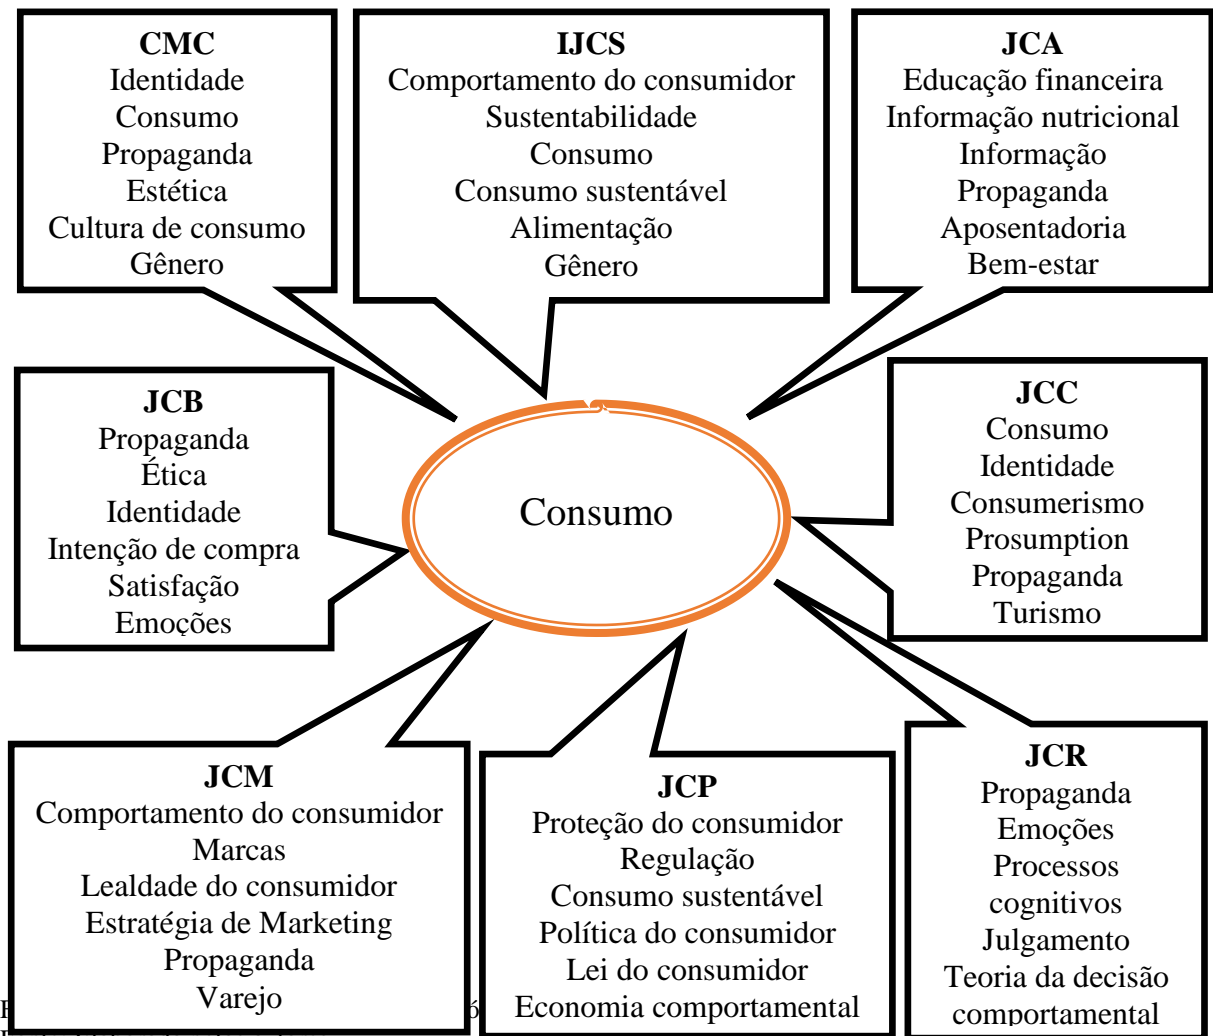 CMC
Identidade
Consumo
Propaganda
Estética
Cultura de consumo
Gênero
IJCS
Comportamento do consumidor
Sustentabilidade
Consumo
Consumo sustentável
Alimentação
Gênero
JCA
Educação financeira
Informação nutricional
Informação
Propaganda
Aposentadoria
Bem-estar
JCB
Propaganda
Ética
Identidade
Intenção de compra
Satisfação
Emoções
Consumo
JCC
Consumo
Identidade
Consumerismo
Prosumption
Propaganda
Turismo
JCM
Comportamento do consumidor
Marcas
Lealdade do consumidor
Estratégia de Marketing
Propaganda
Varejo
JCP
Proteção do consumidor
Regulação
Consumo sustentável
Política do consumidor
Lei do consumidor
Economia comportamental
JCR
Propaganda
Emoções
Processos
cognitivos
Julgamento
Teoria da decisão
comportamental